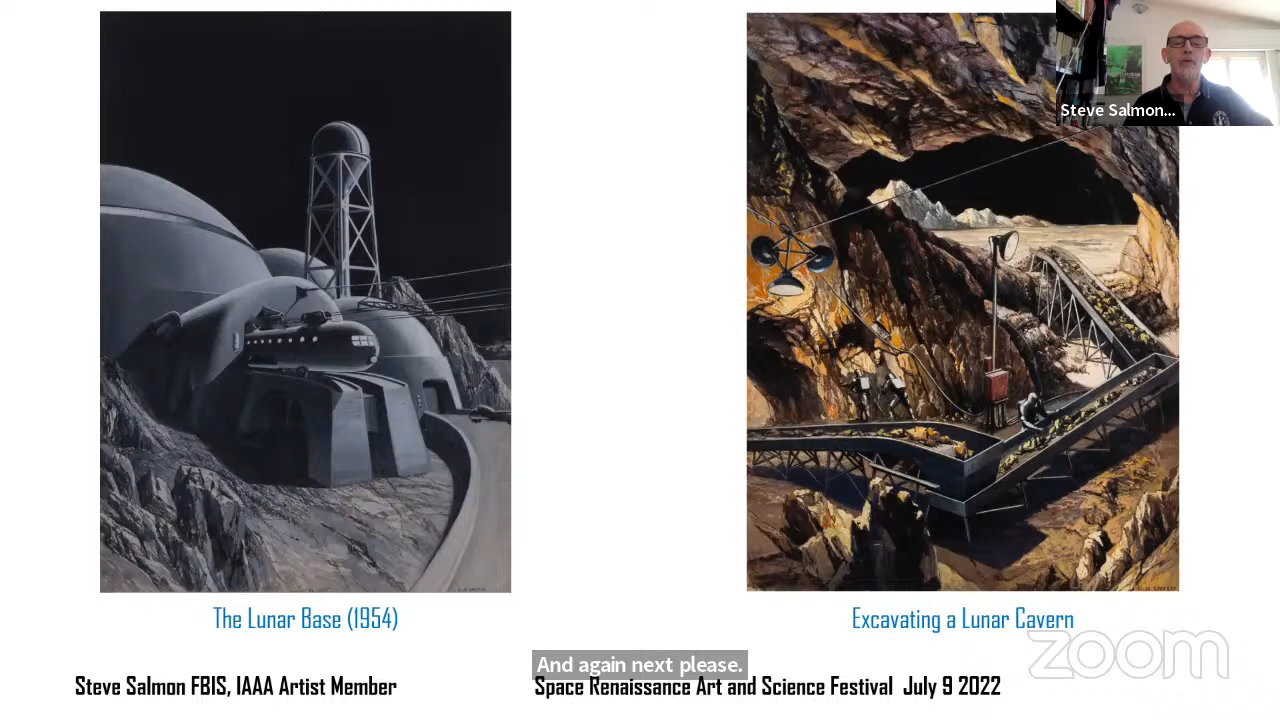 Steve Salmon...
The Lunar Base (1954)
Excavating a Lunar Cavern
zoom
And again next please.
Steve Salmon FBIS, IAAA Artist Member
Space Renaissance Art and Science Festival July 9 2022